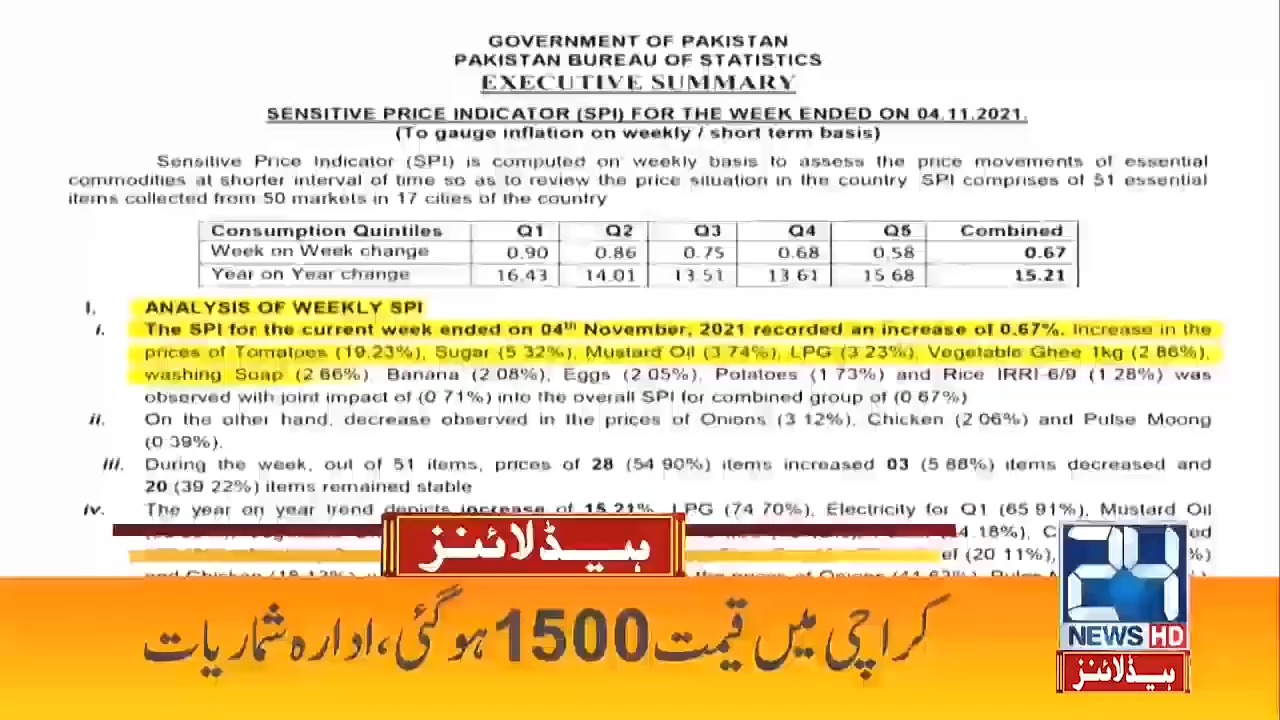 GOVERNMENT OF PAKISTAN
PAKISTAN BUREAU OF STATISTICS
EXECUTIVE SUMMARY
SENSITIVE PRICE INDICATOR (SPI) FOR THE WEEK ENDED ON 04.11.2021.
(To gauge inflation on weekly / short term basis)
Sensitive Price Indicator (SPI) is computed on weekly basis to assess the price movements of essential
commodities at shorter interval of time so as to review the price situation in the country SPI comprises of 51 essential
items collected from 50 markets in 17 cities of the country
Consumption Quintiles Q1 Q2 Q3 Q4 Q5 Combined
Week on Week change 0.90 0.86 0.75 0.68 0.58 0.67
Year on Year change 16.43 14.01 13.51 13.61 15.68 15.21
I. ANALYSIS OF WEEKLY SPI
i. The SPI for the current week ended on 04th November, 2021 recorded an increase of 0.67%. Increase in the
prices of Tomatoes (19.23%), Sugar (5.32%), Mustard Oil (3.74%), LPG (3.23%), Vegetable Ghee 1kg (2.86%),
washing Soap (2.66%), Banana (2.08%), Eggs (2.05%), Potatoes (1.73%) and Rice IRRI-6/9 (1.28%) was
observed with joint impact of (0.71%) into the overall SPI for combined group of (0.67%)
ii. On the other hand, decrease observed in the prices of Onions (3.12%), Chicken (2.06%) and Pulse Moong
(0.39%).
iii. During the week, out of 51 items, prices of 28 (54.90%) items increased 03 (5.88%) items decreased and
20 (39.22%) items remained stable
iv. The year on year trend depicts increase of 15.21% LPG (74.70%), Electricity for Q1 (65.91%), Mustard Oil
4.18%), C ed
ef (20.11%), %)
ہیڈلائنز
کراچی میں قیمت 1500 ہوگئی، ادارہ شماریات
24
NEWS HD
ہیڈلائنز